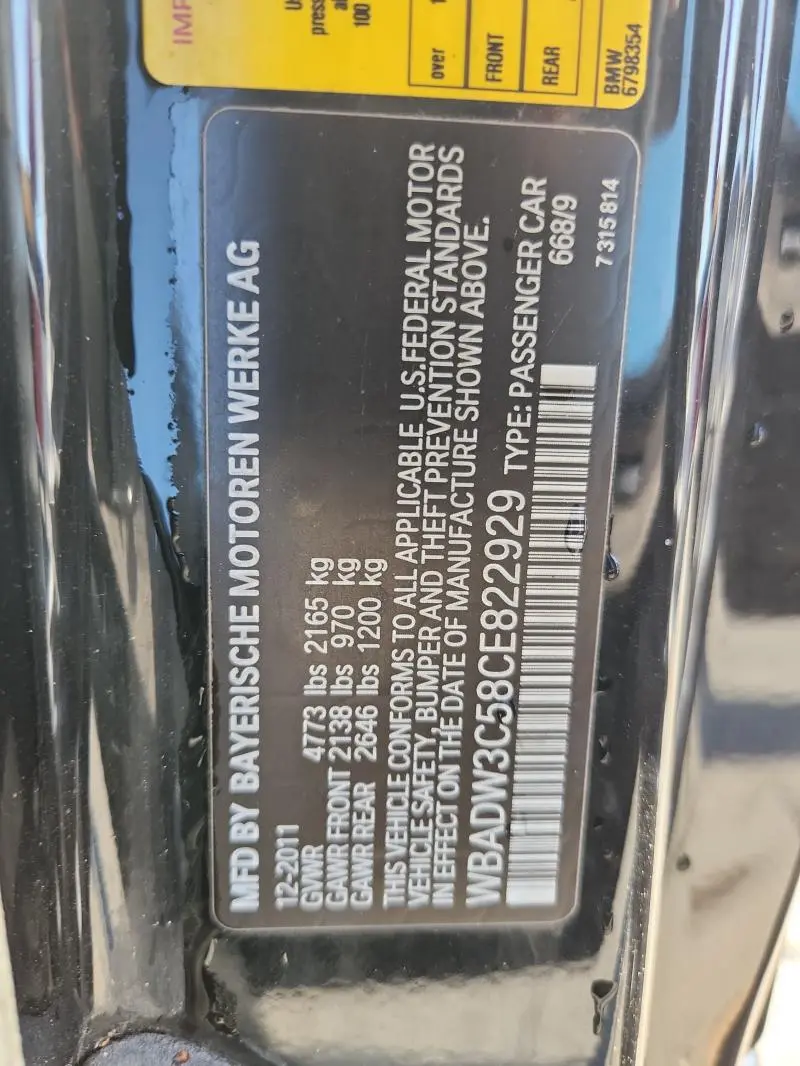 MFD BY BAYERISCHE MOTOREN WERKE AG
12-2011
GVWR 4773 lbs 2165 kg
GAWR FRONT 2138 lbs 970 kg
GAWR REAR 2646 lbs 1200 kg
THIS VEHICLE CONFORMS TO ALL APPLICABLE U.S. FEDERAL MOTOR
VEHICLE SAFETY, BUMPER AND THEFT PREVENTION STANDARDS
IN EFFECT ON THE DATE OF MANUFACTURE SHOWN ABOVE.
WBADW3C58CE822929 TYPE: PASSENGER CAR
668/9
7 315 814
over
FRONT
REAR
BMW
6798354
100